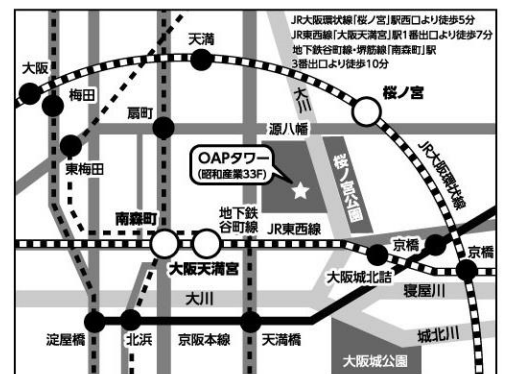 JR大阪環状線「桜ノ宮」駅西口より徒歩5分
JR東西線「大阪天満宮」駅1番出口より徒歩7分
地下鉄谷町線・堺筋線「南森町」駅
3番出口より徒歩10分
天満
大阪
梅田
大川
桜ノ宮
扇町
源八幡
東梅田
OAPタワー
(昭和産業33F)
桜ノ宮公園
JR大阪環状線
南森町
地下鉄
谷町線
JR東西線
京橋
大阪天満宮
京橋
大阪城北詰
大川
寝屋川
淀屋橋
北浜
京阪本線
天満橋
城北川
大阪城公園